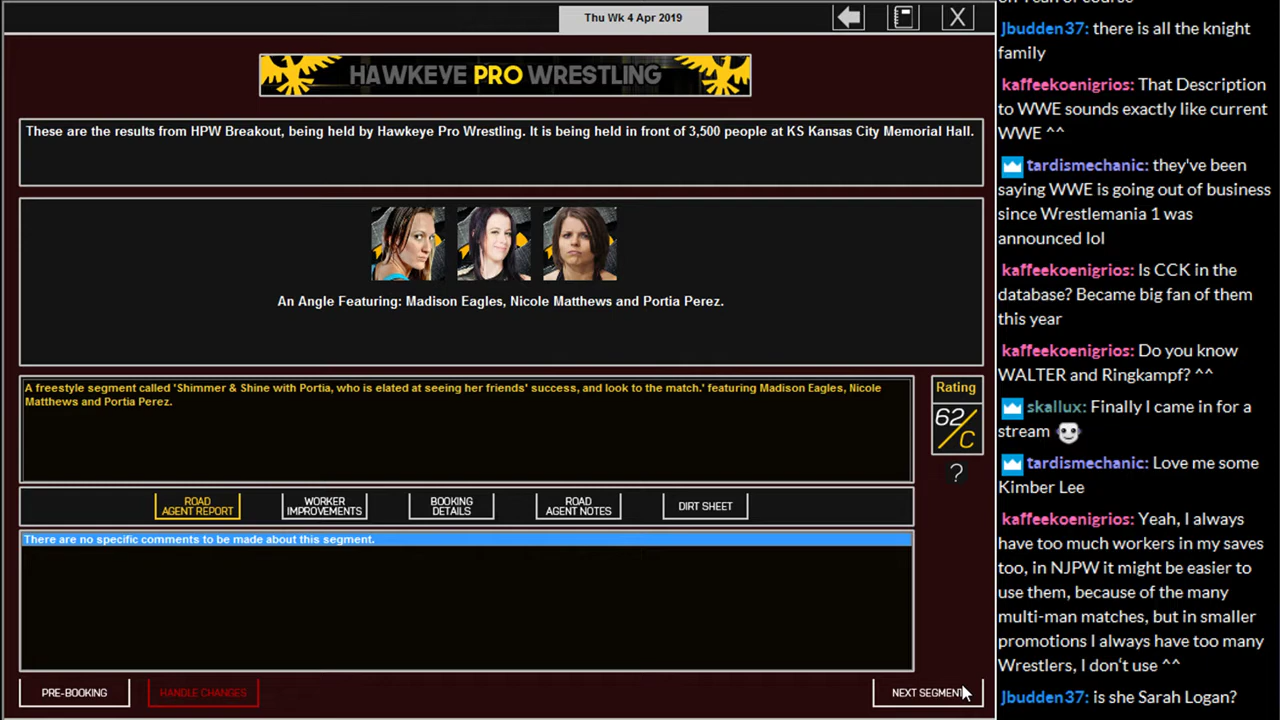 Thu Wk 4 Apr 2019
HAWKEYE PRO WRESTLING
These are the results from HPW Breakout, being held by Hawkeye Pro Wrestling. It is being held in front of 3,500 people at KS Kansas City Memorial Hall.
An Angle Featuring: Madison Eagles, Nicole Matthews and Portia Perez.
A freestyle segment called 'Shimmer & Shine with Portia, who is elated at seeing her friends' success, and look to the match.' featuring Madison Eagles, Nicole
Matthews and Portia Perez.
Rating
62/C
?
ROAD
AGENT REPORT
WORKER
IMPROVEMENTS
BOOKING
DETAILS
ROAD
AGENT NOTES
DIRT SHEET
There are no specific comments to be made about this segment.
PRE-BOOKING
HANDLE CHANGES
NEXT SEGMENT
Jbudden37: there is all the knight
family
kaffeekoenigrios: That Description
to WWE sounds exactly like current
WWE ^^
tardismechanic: they've been
saying WWE is going out of business
since Wrestlemania 1 was
announced lol
kaffeekoenigrios: Is CCK in the
database? Became big fan of them
this year
kaffeekoenigrios: Do you know
WALTER and Ringkampf? ^^
skallux: Finally I came in for a
stream
tardismechanic: Love me some
Kimber Lee
kaffeekoenigrios: Yeah, I always
have too much workers in my saves
too, in NJPW it might be easier to
use them, because of the many
multi-man matches, but in smaller
promotions I always have too many
Wrestlers, I don't use ^^
Jbudden37: is she Sarah Logan?